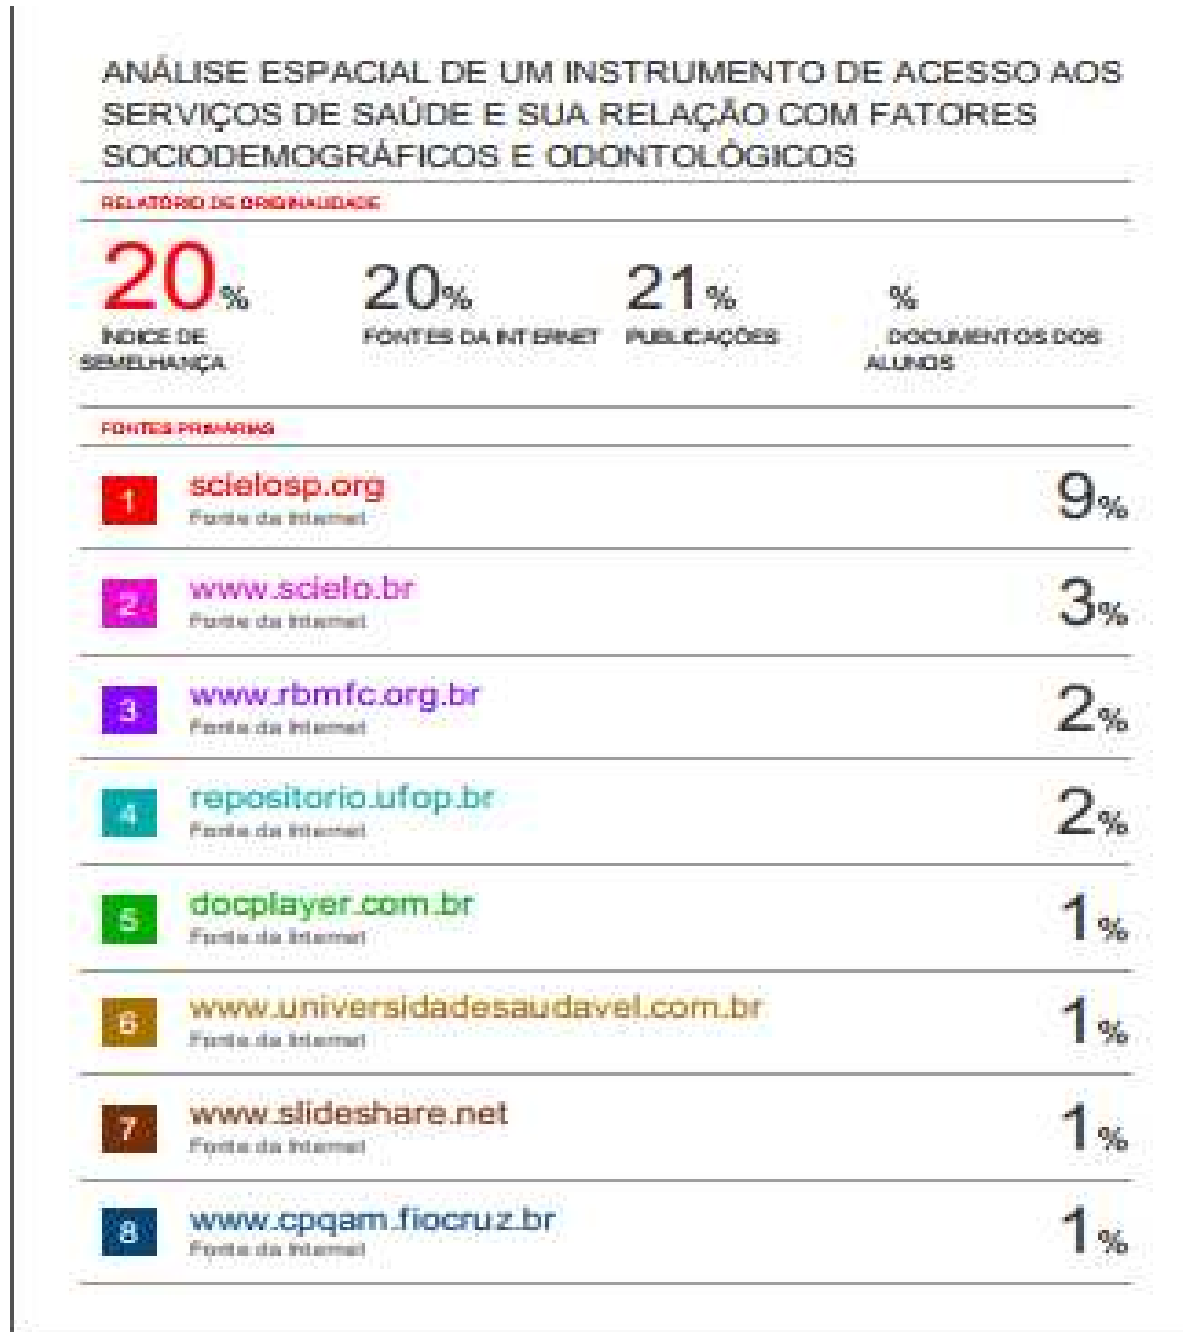 ANÁLISE ESPACIAL DE UM INSTRUMENTO DE ACESSO AOS
SERVIÇOS DE SAÚDE E SUA RELAÇÃO COM FATORES
SOCIODEMOGRÁFICOS E ODONTOLÓGICOS
RELATÓRIO DE ORIGINALIDADE
20% 20% 21% %
ÍNDICE DE FONTES DA INTERNET PUBLICAÇÕES DOCUMENTOS DOS
SEMELHANÇA ALUNOS
FONTES PRIMÁRIAS
1 scielosp.org 9%
Fonte da Internet
2 www.scielo.br 3%
Fonte da Internet
3 www.rbmfc.org.br 2%
Fonte da Internet
4 repositorio.ufop.br 2%
Fonte da Internet
5 docplayer.com.br 1%
Fonte da Internet
6 www.universidadesaudavel.com.br 1%
Fonte da Internet
7 www.slideshare.net 1%
Fonte da Internet
8 www.cpqam.fiocruz.br 1%
Fonte da Internet